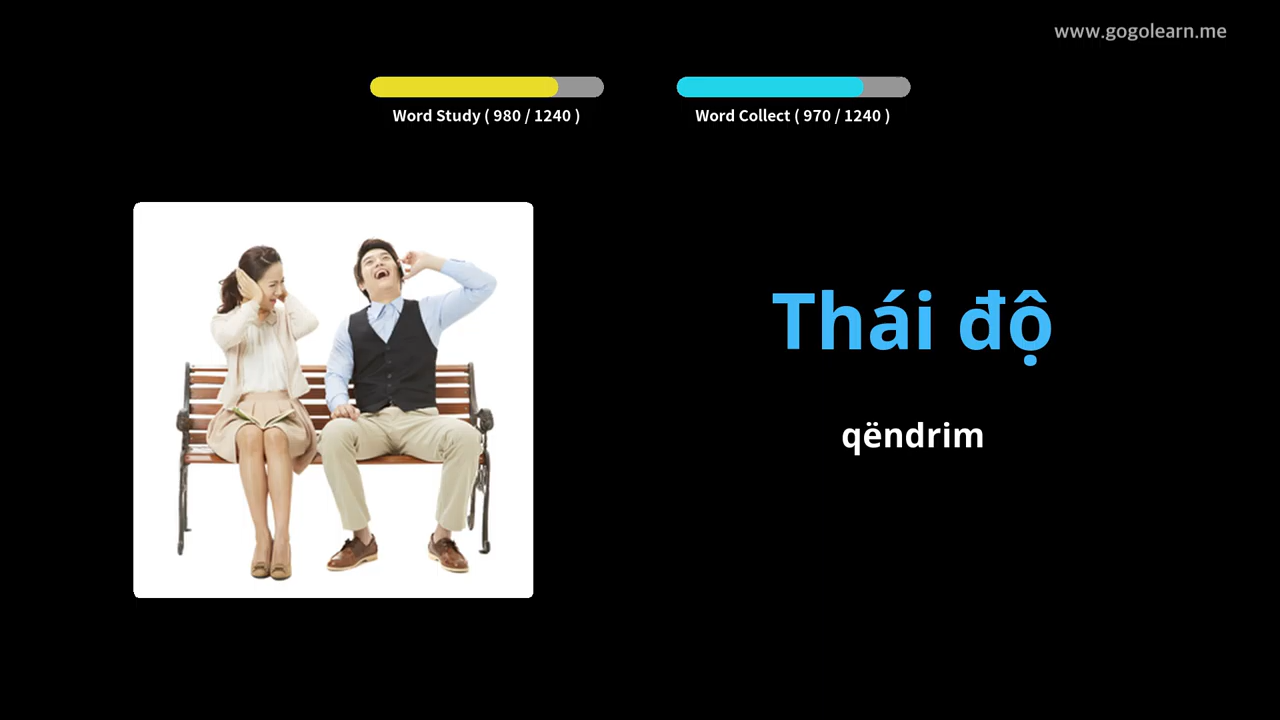 www.gogolearn.me
Word Study ( 980 / 1240 )
Word Collect ( 970 / 1240 )
Thái độ
qëndrim